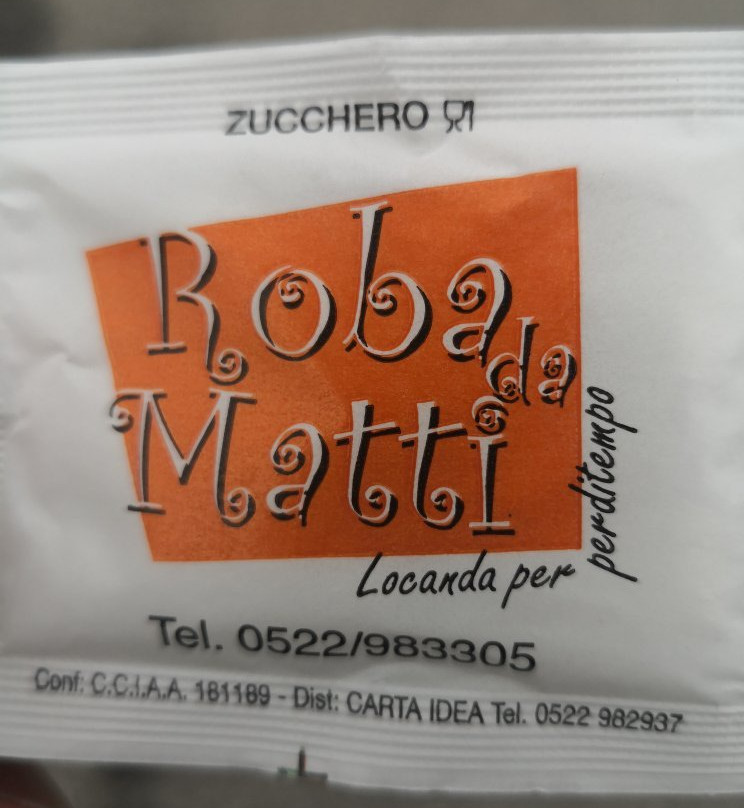 ZUCCHERO
Roba
da
Matti
Locanda per
perditempo
Tel. 0522/983305
Conf: C.C.I.A.A. 181189 - Dist: CARTA IDEA Tel. 0522 982937